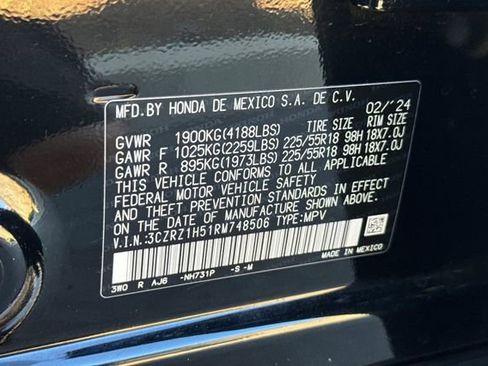 MFD.BY HONDA DE MEXICO S.A. DE C.V. 02/'24
GVWR 1900KG(4188LBS) TIRE SIZE RIM SIZE
GAWR F 1025KG(2259LBS) 225/55R18 98H 18X7.0J
GAWR R 895KG(1973LBS) 225/55R18 98H 18X7.0J
THIS VEHICLE CONFORMS TO ALL APPLICABLE
FEDERAL MOTOR VEHICLE SAFETY
AND THEFT PREVENTION STANDARDS IN EFFECT
ON THE DATE OF MANUFACTURE SHOWN ABOVE.
V.I.N.:3CZRZ1H51RM748506 TYPE:MPV
3WO R AJ6 -NH731P -S -M MADE IN MEXICO